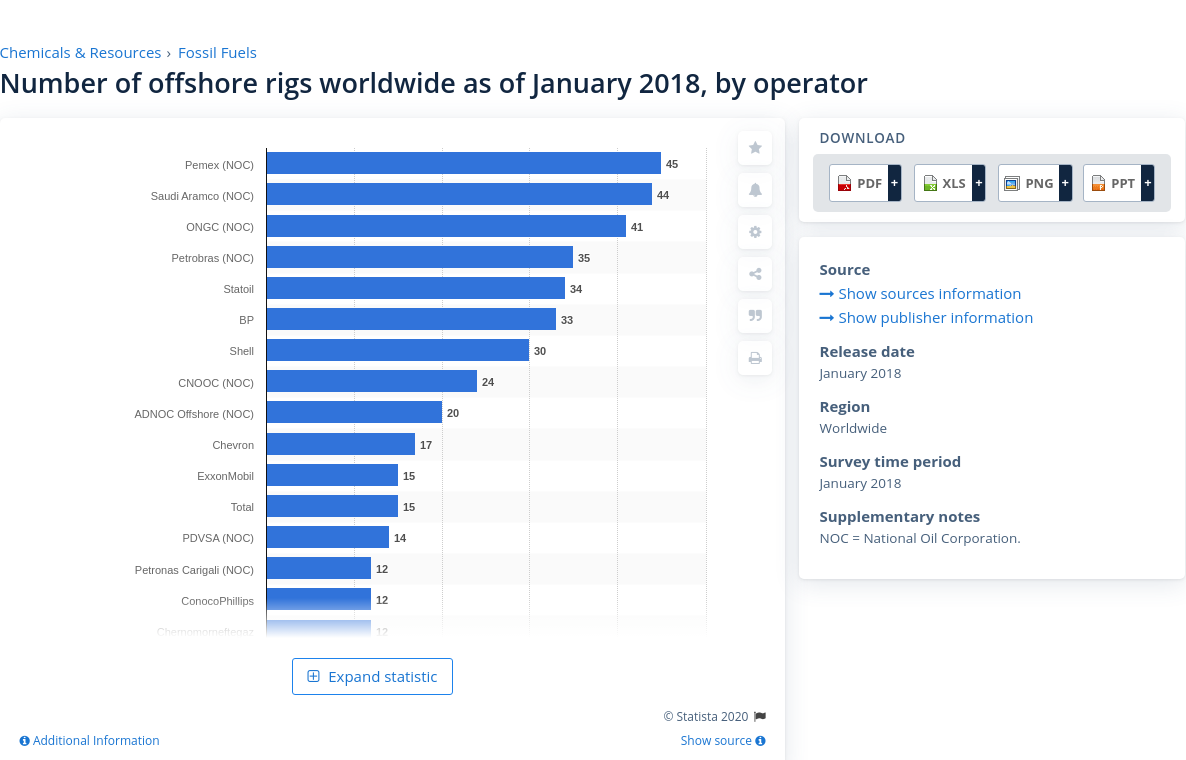 Chemicals & Resources › Fossil Fuels
Number of offshore rigs worldwide as of January 2018, by operator
Pemex (NOC) 45
Saudi Aramco (NOC) 44
ONGC (NOC) 41
Petrobras (NOC) 35
Statoil 34
BP 33
Shell 30
CNOOC (NOC) 24
ADNOC Offshore (NOC) 20
Chevron 17
ExxonMobil 15
Total 15
PDVSA (NOC) 14
Petronas Carigali (NOC) 12
ConocoPhillips 12
12
Expand statistic
© Statista 2020
Additional Information
Show source
DOWNLOAD
PDF + XLS + PNG + PPT +
Source
Show sources information
Show publisher information
Release date
January 2018
Region
Worldwide
Survey time period
January 2018
Supplementary notes
NOC = National Oil Corporation.